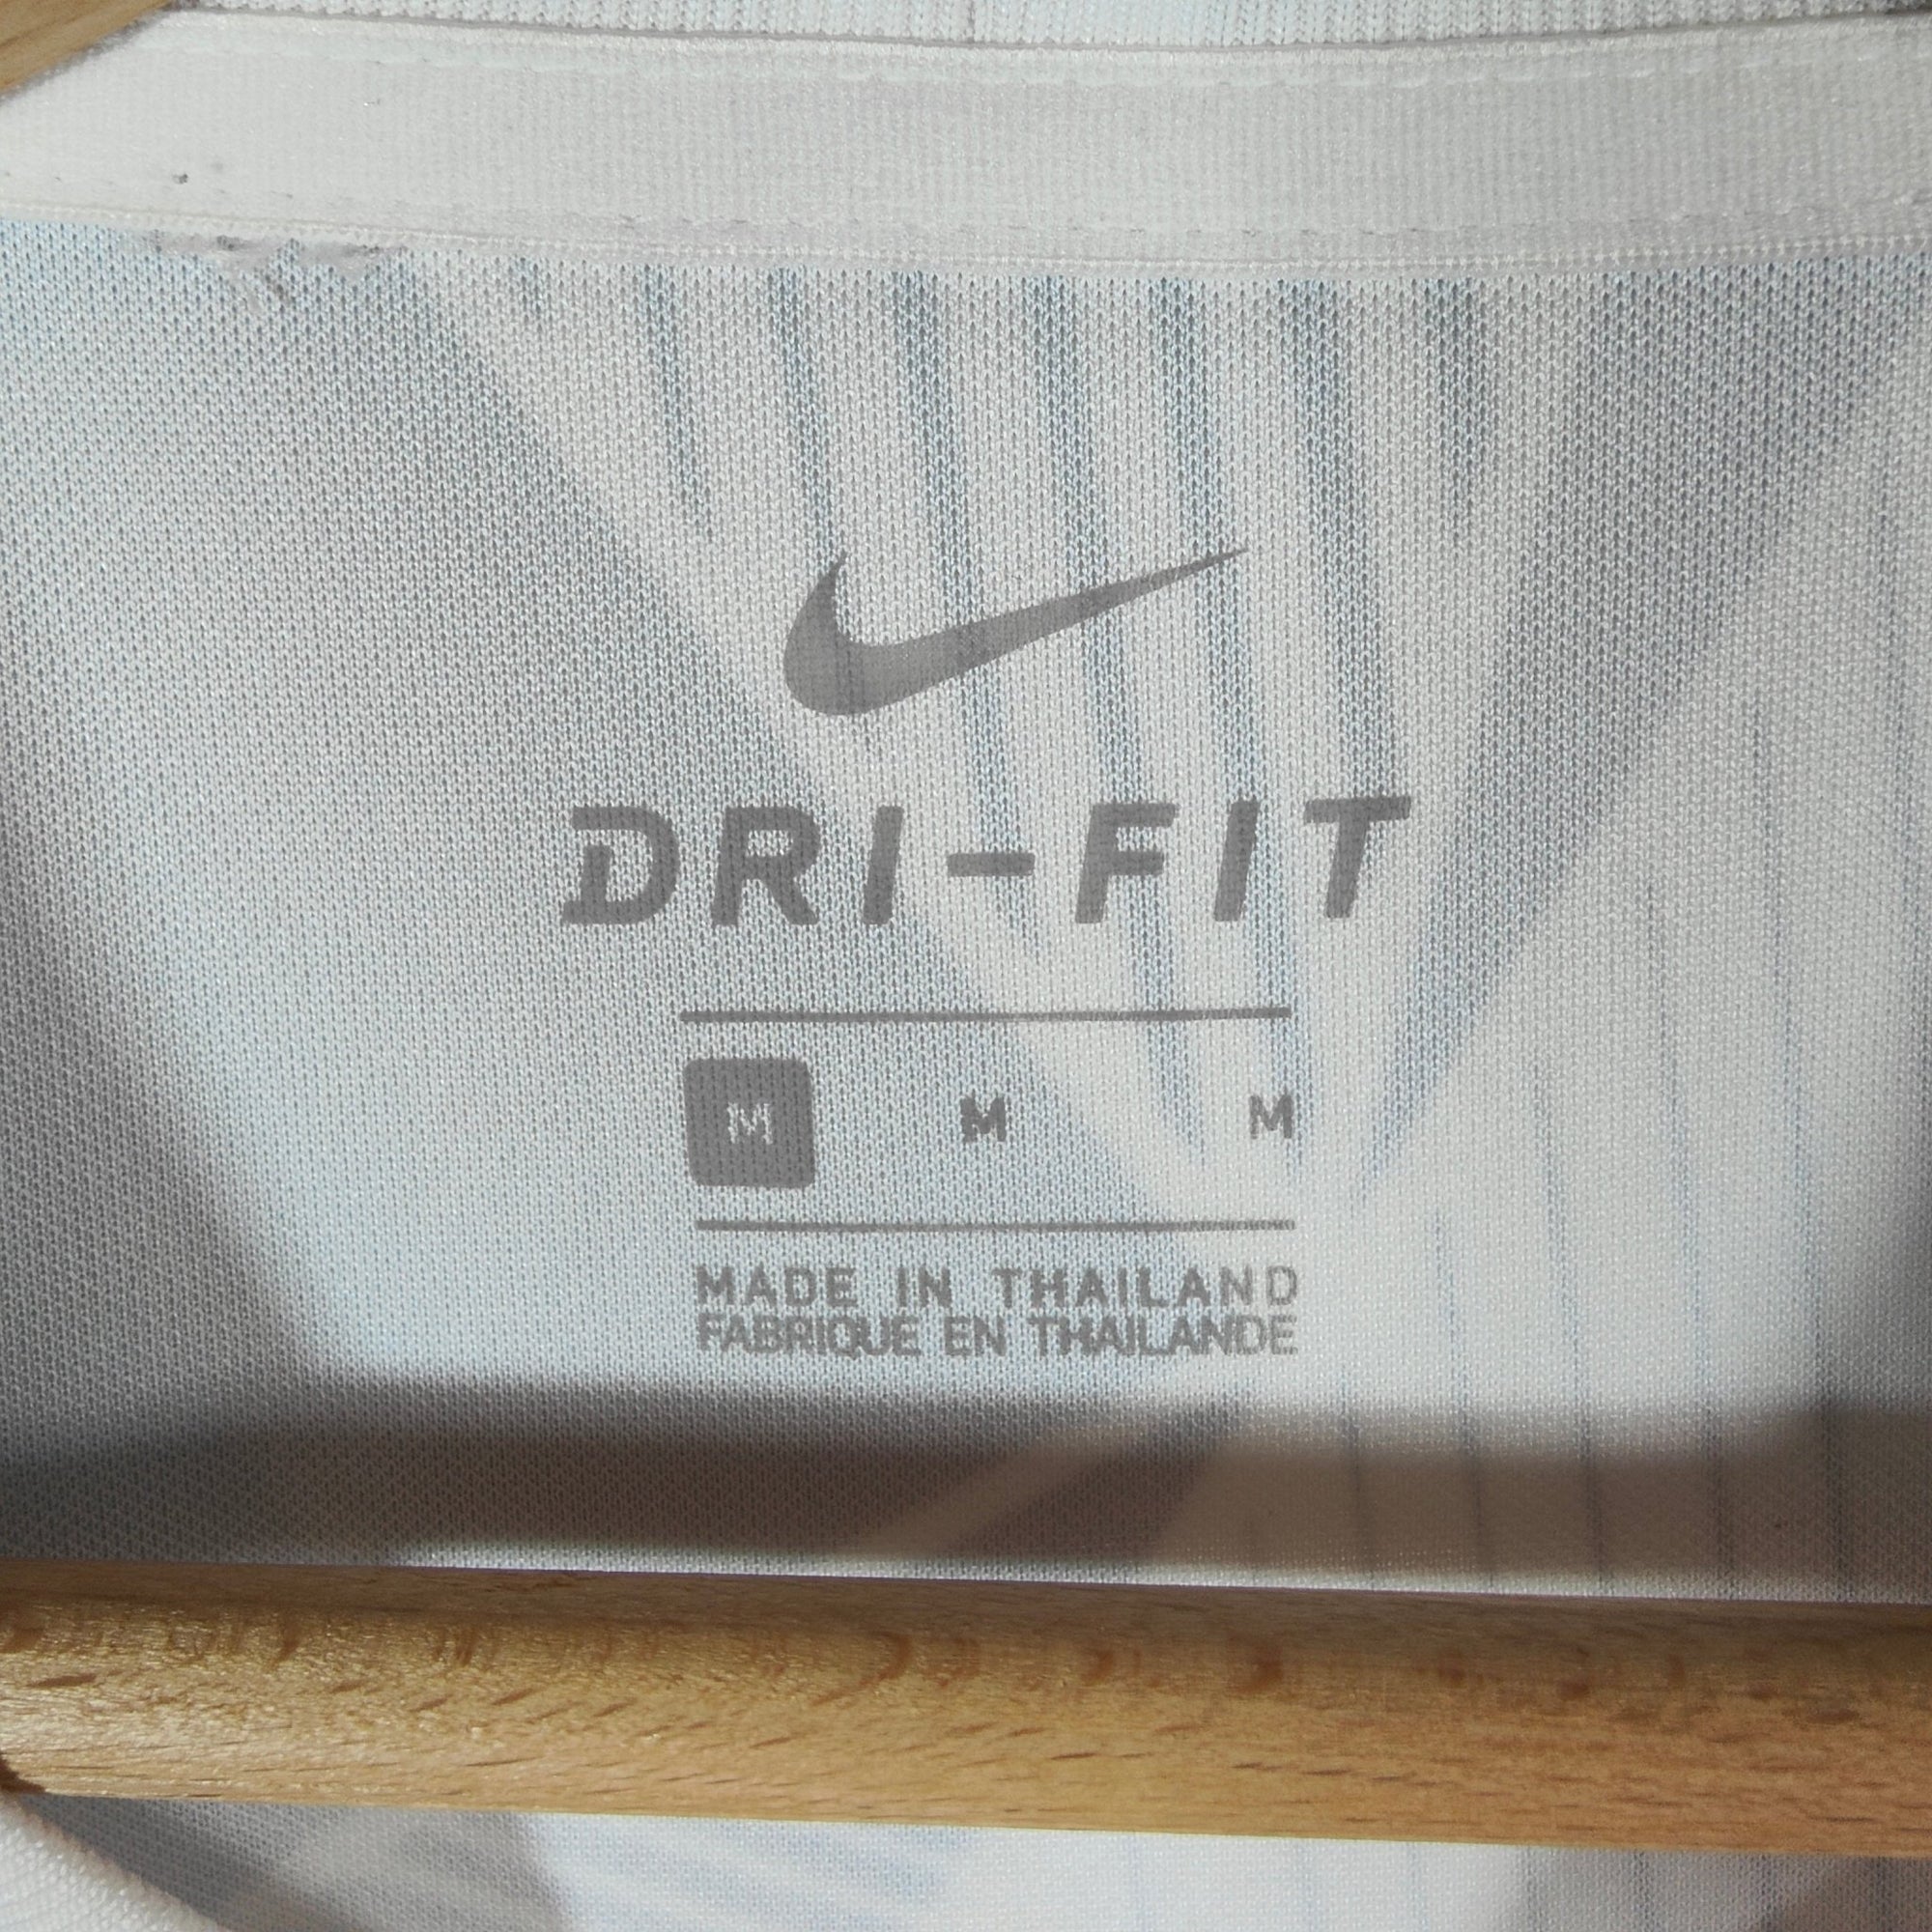 DRI-FIT
M M M
MADE IN THAILAND
FABRIQUE EN THAILANDE